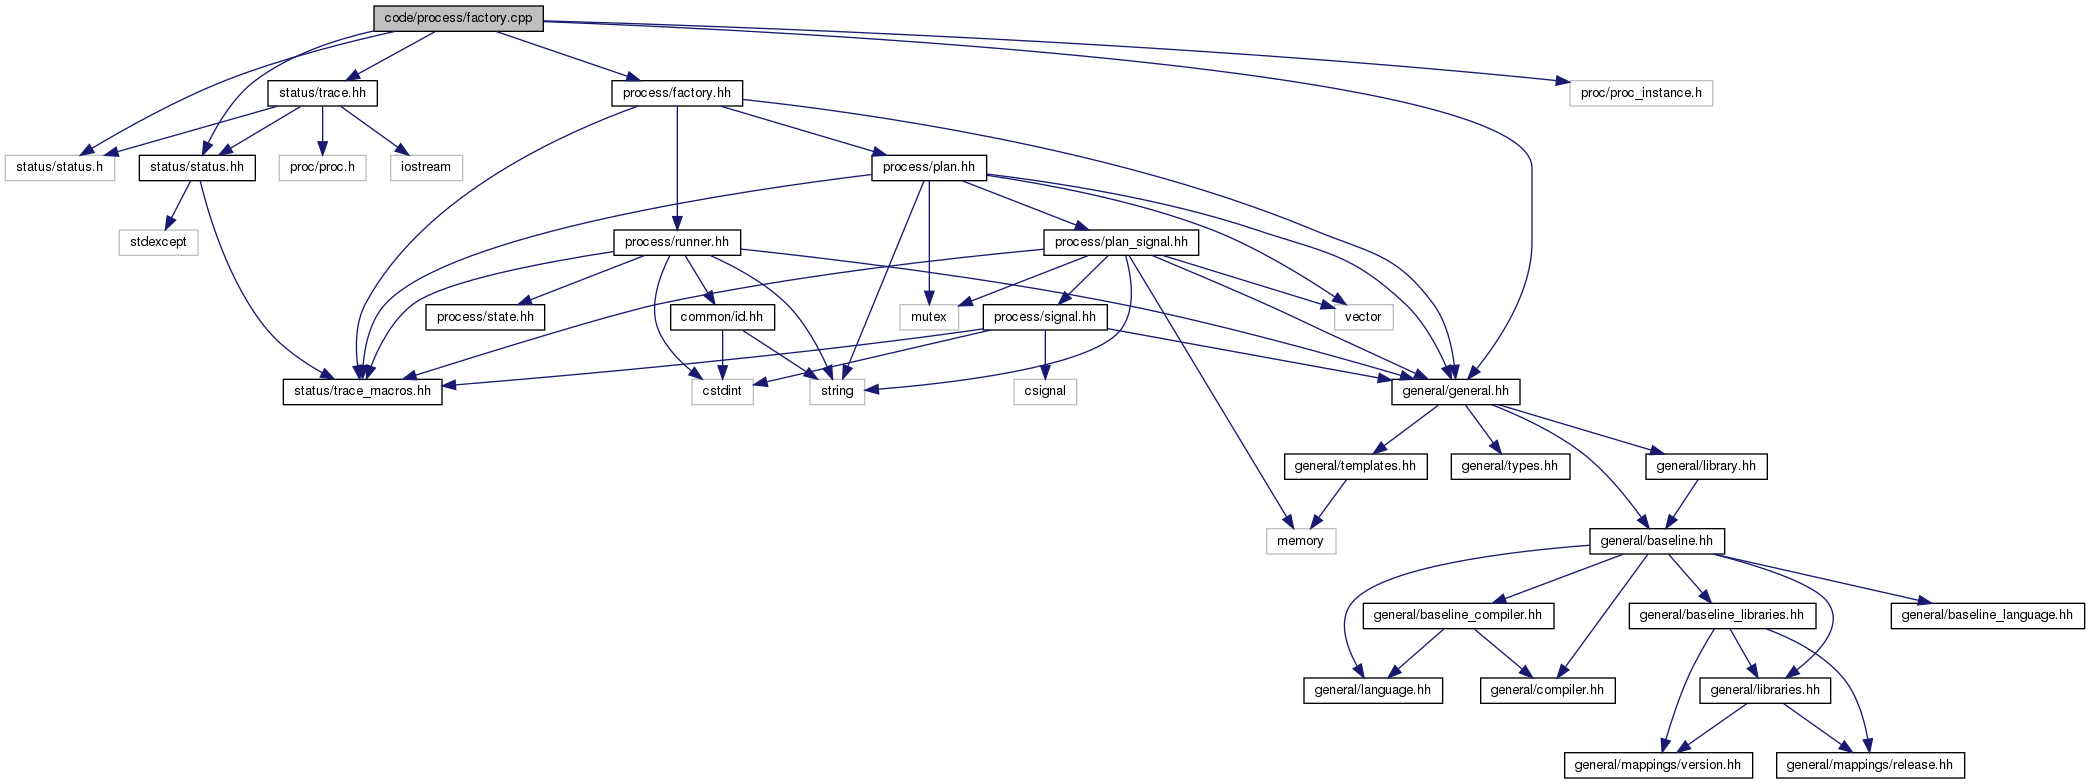 code/process/factory.cpp
status/trace.hh
process/factory.hh
proc/proc_instance.h
status/status.h
status/status.hh
proc/proc.h
iostream
process/plan.hh
stdexcept
process/runner.hh
process/plan_signal.hh
process/state.hh
common/id.hh
mutex
process/signal.hh
vector
status/trace_macros.hh
cstdint
string
csignal
general/general.hh
general/templates.hh
general/types.hh
general/library.hh
memory
general/baseline.hh
general/baseline_compiler.hh
general/baseline_libraries.hh
general/baseline_language.hh
general/language.hh
general/compiler.hh
general/libraries.hh
general/mappings/version.hh
general/mappings/release.hh